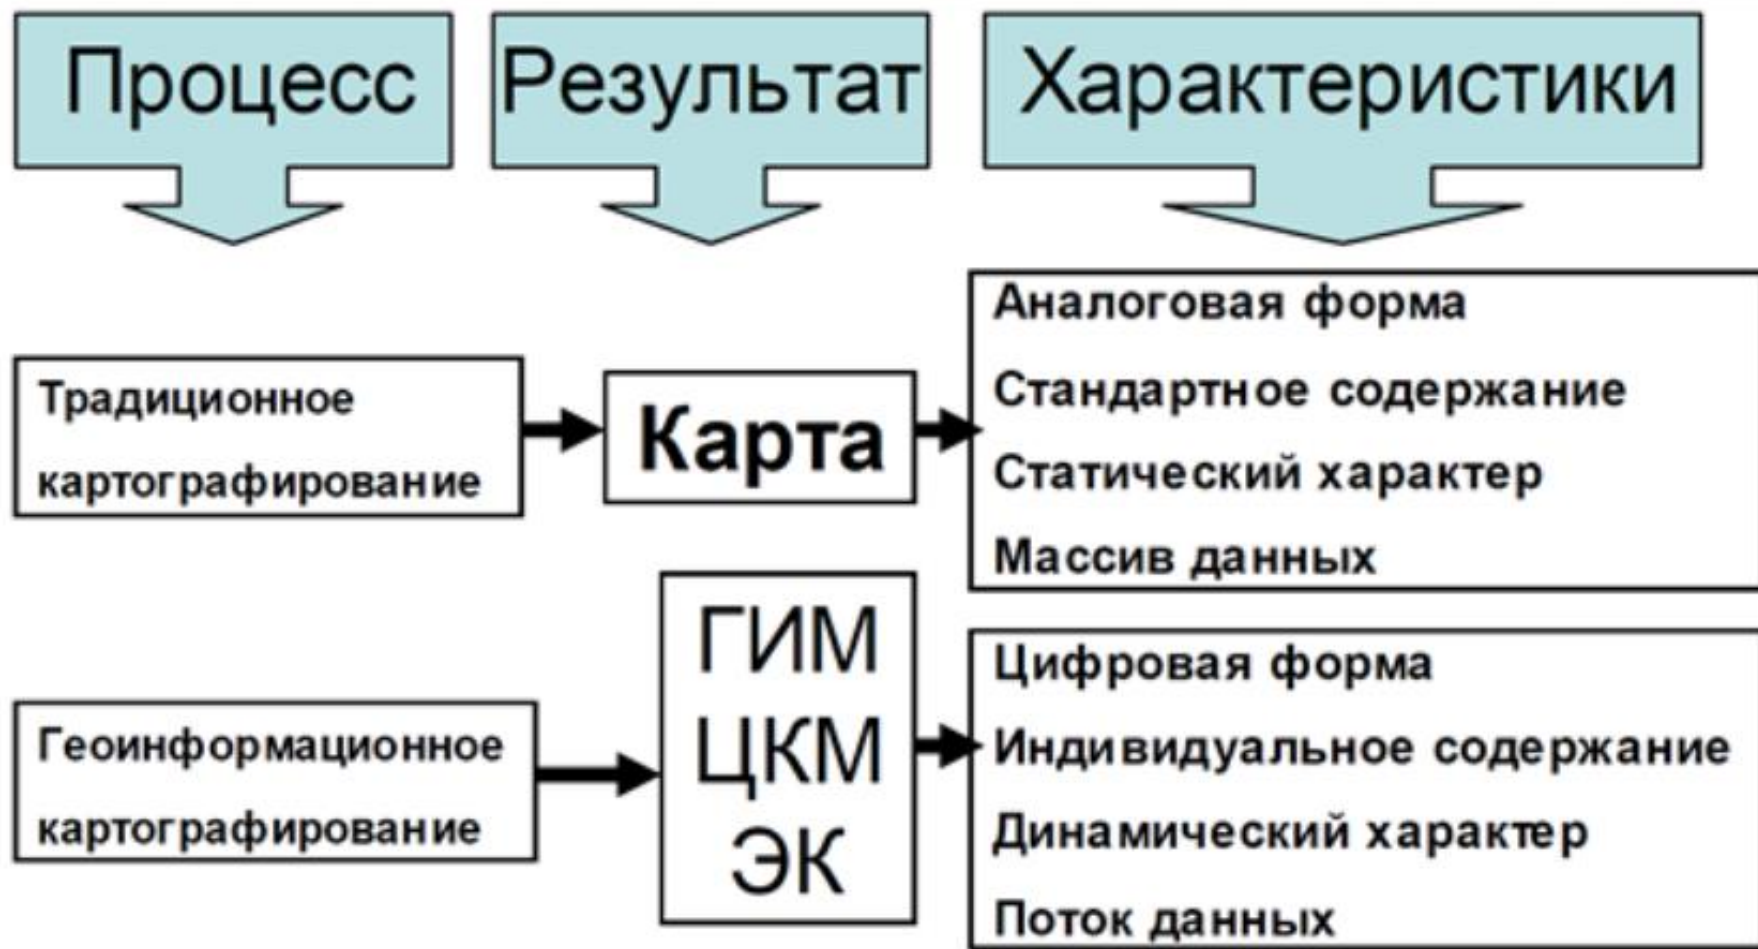 Процесс
Результат
Характеристики
Традиционное
картографирование
Карта
Аналоговая форма
Стандартное содержание
Статический характер
Массив данных
Геоинформационное
картографирование
ГИМ
ЦКМ
ЭК
Цифровая форма
Индивидуальное содержание
Динамический характер
Поток данных